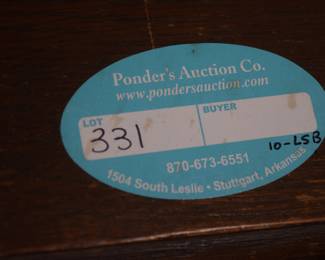 Ponder's Auction Co.
www.pondersauction.com
LOT
BUYER
331
10-LSB
870-673-6551
1504 South Leslie • Stuttgart, Arkansas